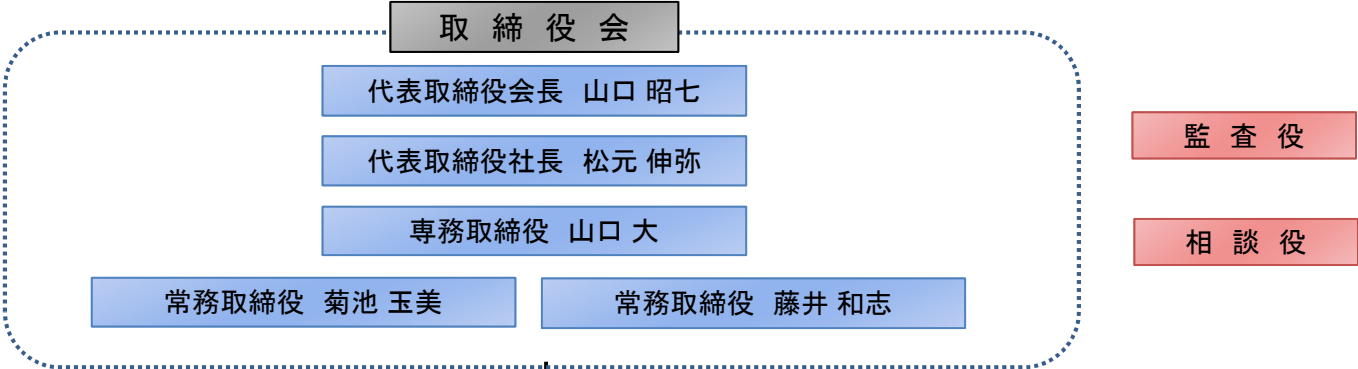 取 締 役 会
代表取締役会長 山口 昭七
代表取締役社長 松元 伸弥
監 査 役
専務取締役 山口 大
相 談 役
常務取締役 菊池 玉美
常務取締役 藤井 和志